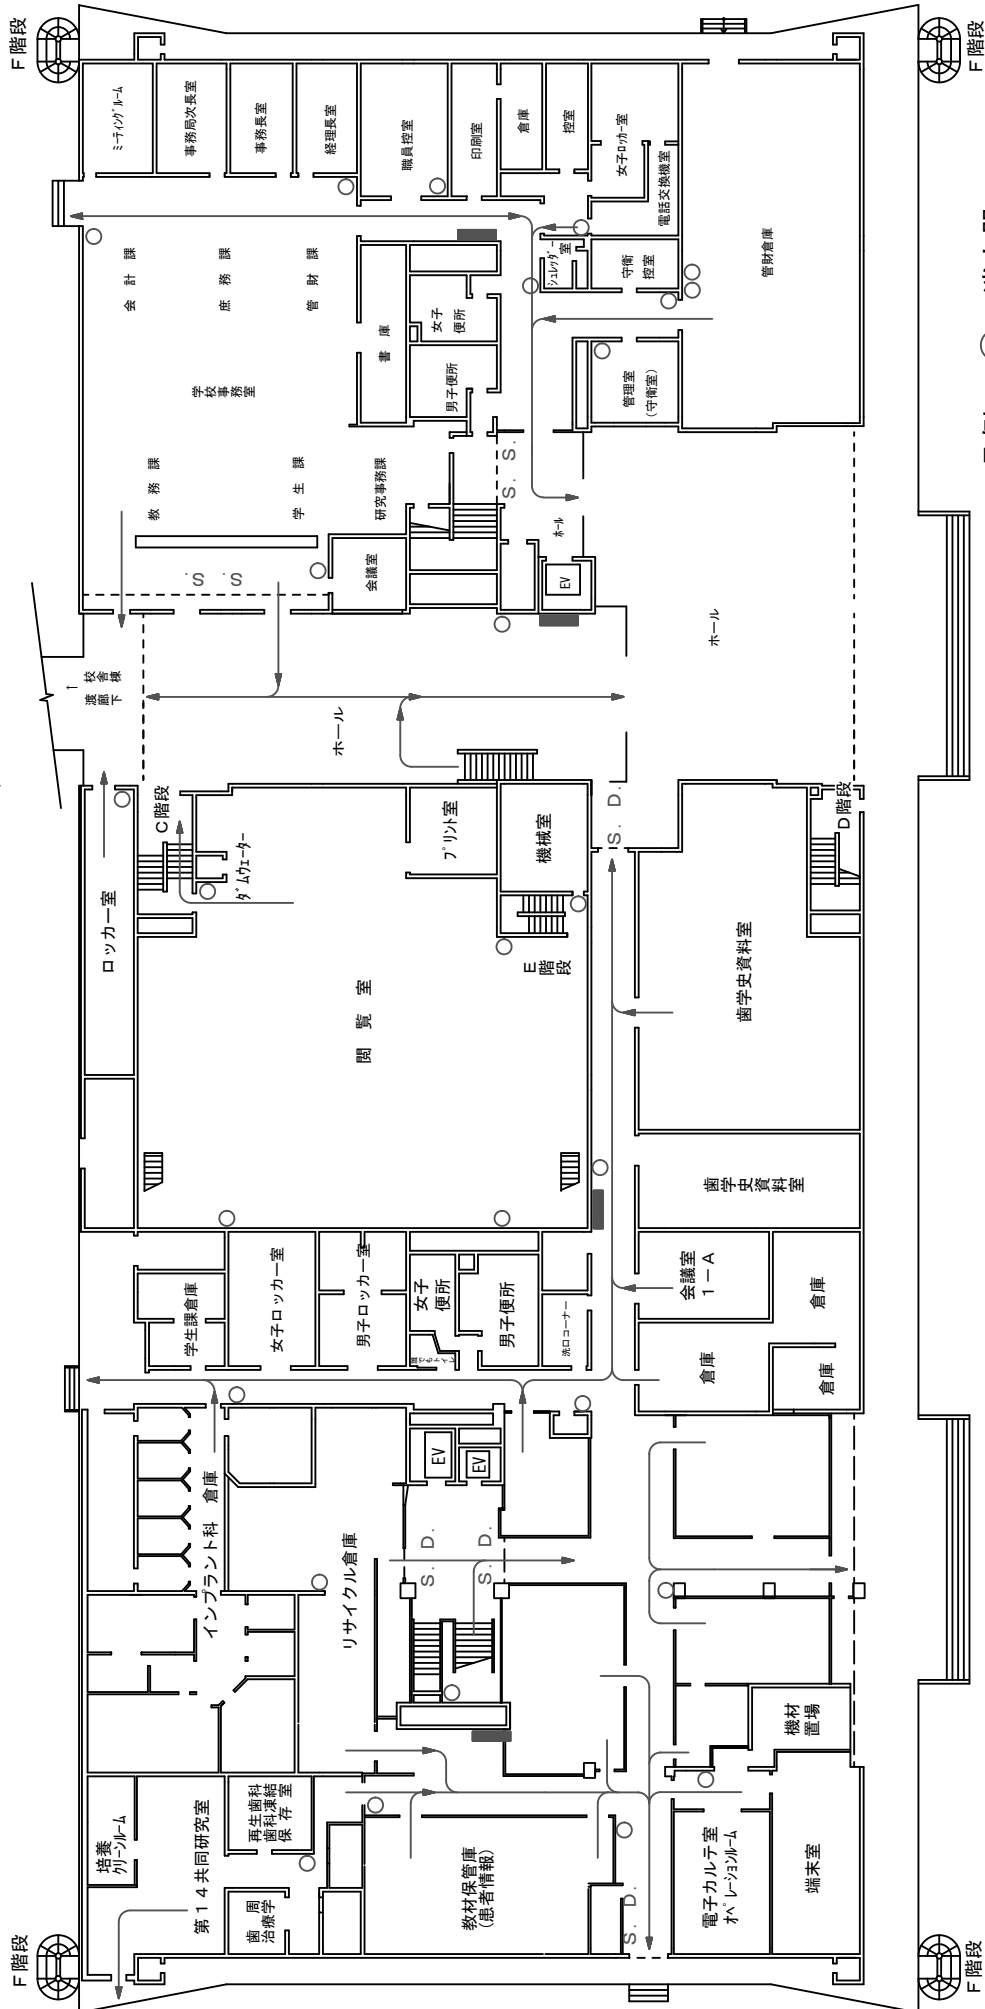 F階段
F階段
ミーティングルーム
事務局次長室
事務長室
経理長室
職員控室
印刷室
倉庫
控室
女子ロッカー室
電話交換機室
管財倉庫
会計課
庶務課
管財課
書庫
女子
便所
男子便所
シュレッダー
室
守衛
控室
管理室
(守衛室)
学校
事務室
教務課
学生課
研究事務課
S. S.
S. S.
会議室
ホール
EV
ホール
↑
校舎棟
渡廊下
ホール
ロッカー室
C階段
ダムウェーター
プリント室
機械室
S. D.
D階段
閲覧室
E
階段
歯学史資料室
歯学史資料室
学生課倉庫
女子ロッカー室
男子ロッカー室
女子
便所
誰でもトイレ
男子便所
洗口コーナー
会議室
1-A
倉庫
倉庫
倉庫
インプラント科 倉庫
EV
EV
リサイクル倉庫
S. D.
S. D.
機材
置場
培養
クリーンルーム
第14共同研究室
再生歯科
歯科凍結
保存室
歯周
治療学
教材保管庫
(患者情報)
S. D.
電子カルテ室
オペレーションルーム
端末室
F階段
F階段